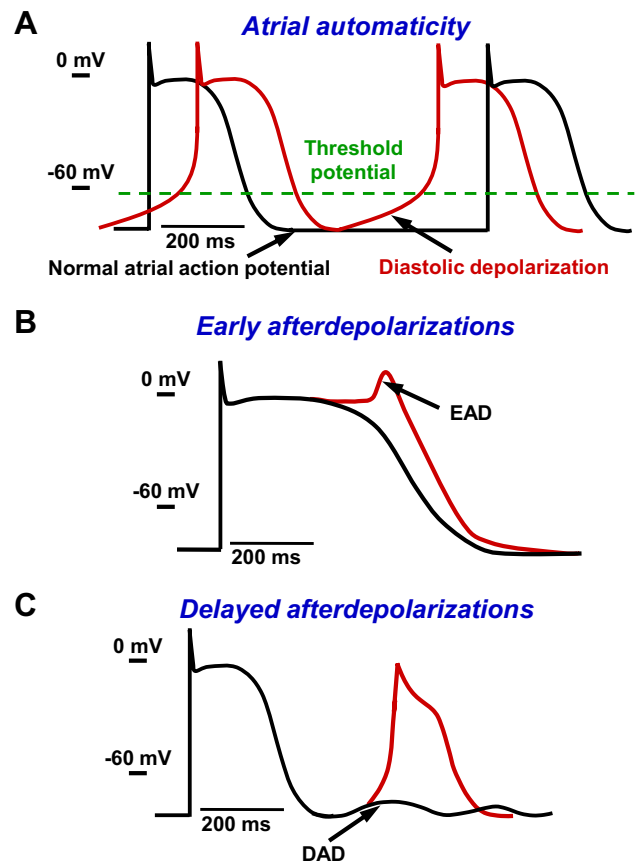 A
Atrial automaticity
0 mV
Threshold
potential
-60 mV
200 ms
Normal atrial action potential
Diastolic depolarization
B
Early afterdepolarizations
0 mV
EAD
-60 mV
200 ms
C
Delayed afterdepolarizations
0 mV
-60 mV
200 ms
DAD